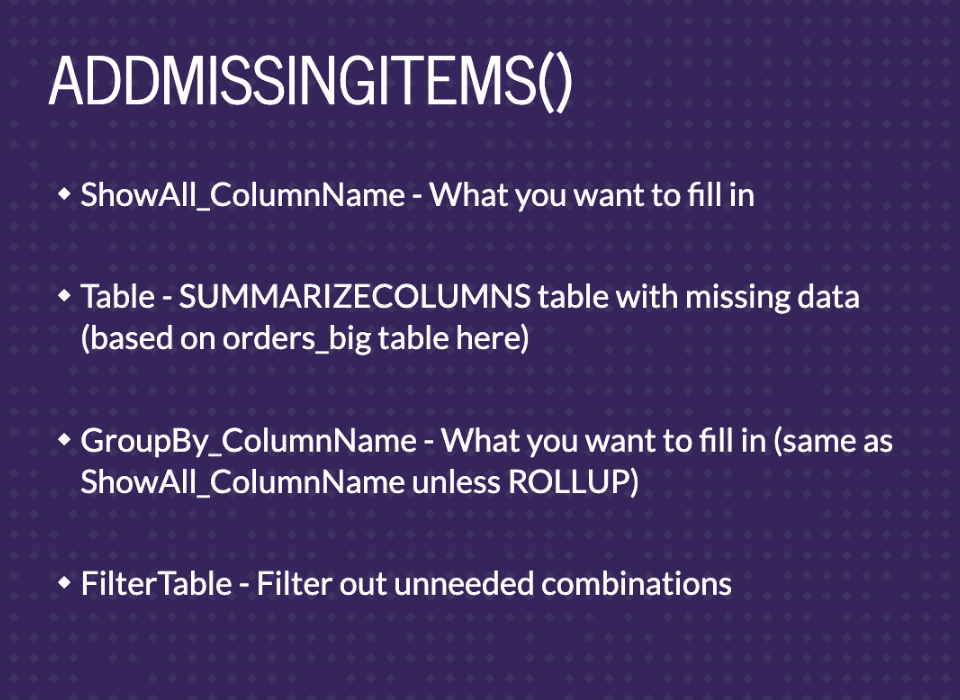 ADDMISSINGITEMS()
◆ ShowAll_ColumnName - What you want to fill in
◆ Table - SUMMARIZECOLUMNS table with missing data
(based on orders_big table here)
◆ GroupBy_ColumnName - What you want to fill in (same as
ShowAll_ColumnName unless ROLLUP)
◆ FilterTable - Filter out unneeded combinations